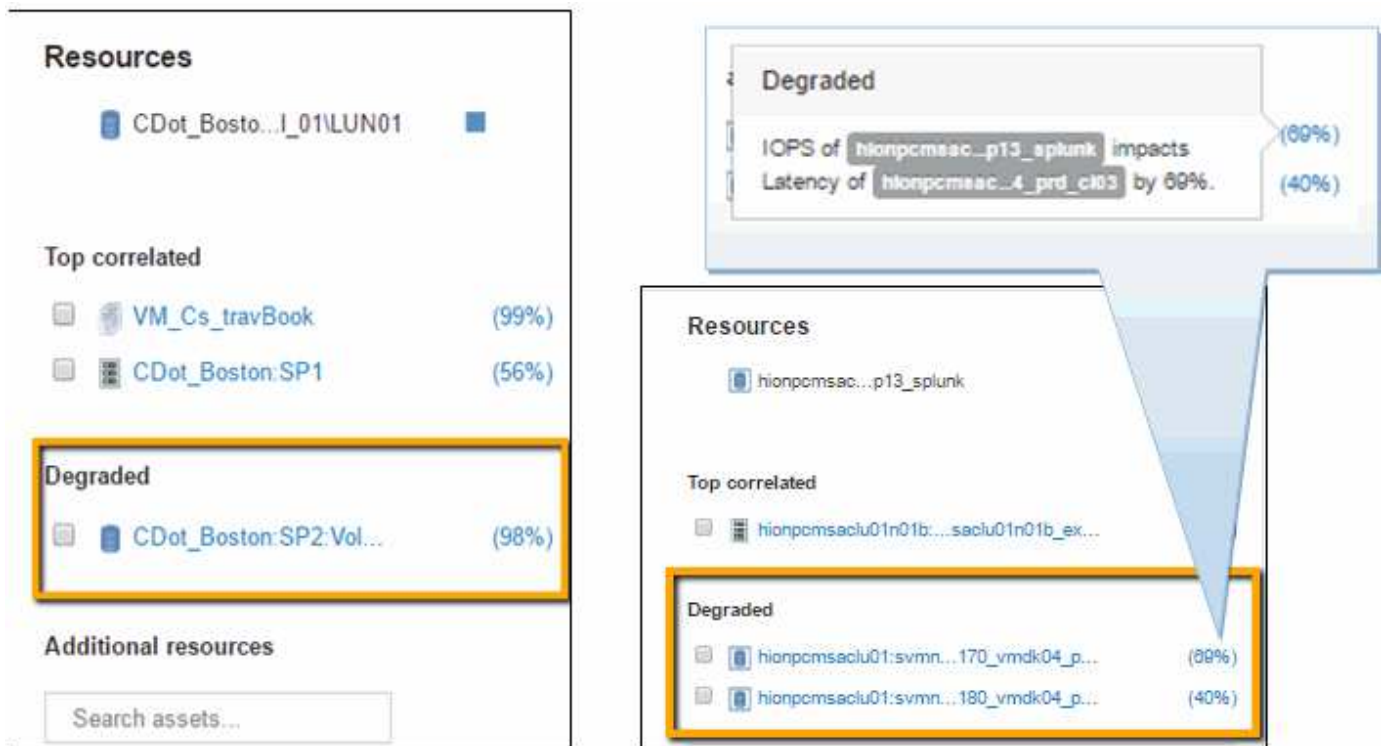 Resources
CDot_Bosto...l_01\LUN01
Top correlated
VM_Cs_travBook (99%)
CDot_Boston:SP1 (56%)
Degraded
CDot_Boston:SP2:Vol... (98%)
Additional resources
Search assets...
Degraded
IOPS of hionpcmsac...p13_splunk impacts
Latency of hionpcmsac...4_prd_cl03 by 69%.
(69%)
(40%)
Resources
hionpcmsac...p13_splunk
Top correlated
hionpcmsaclu01n01b:...saclu01n01b_ex...
Degraded
hionpcmsaclu01:svmn...170_vmdk04_p... (69%)
hionpcmsaclu01:svmn...180_vmdk04_p... (40%)